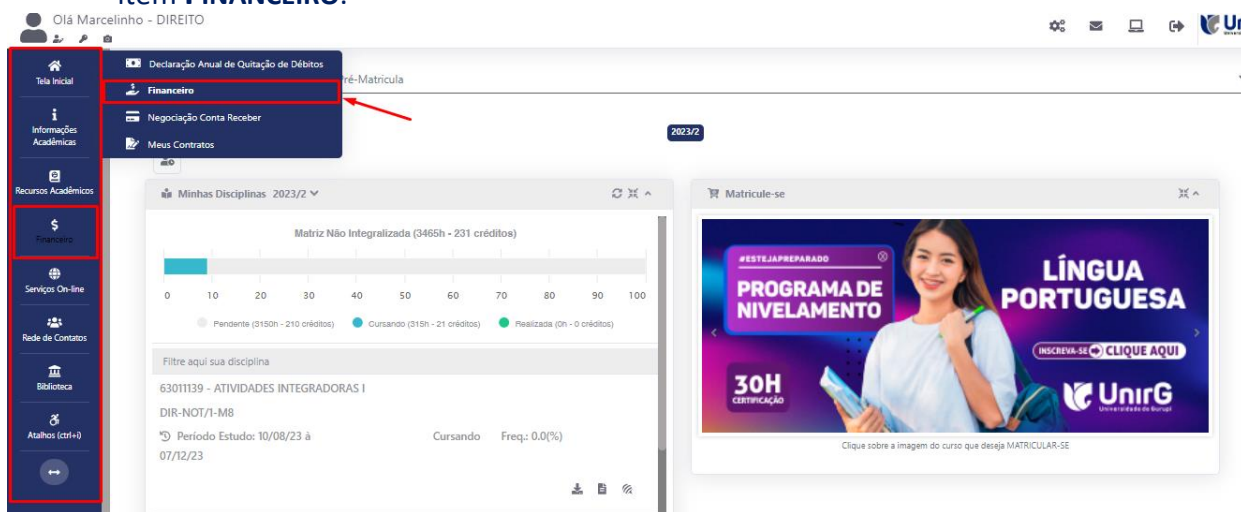 item FINANCEIRO.
Olá Marcelinho - DIREITO
Tela Inicial
Informações
Acadêmicas
Recursos Acadêmicos
Financeiro
Serviços On-line
Rede de Contatos
Biblioteca
Atalhos (ctrl+i)
Declaração Anual de Quitação de Débitos
Financeiro
Negociação Conta Receber
Meus Contratos
ré-Matricula
2023/2
Minhas Disciplinas 2023/2
Matriz Não Integralizada (3465h - 231 créditos)
0 10 20 30 40 50 60 70 80 90 100
Pendente (3150h - 210 créditos) Cursando (315h - 21 créditos) Realizada (0h - 0 créditos)
Filtre aqui sua disciplina
63011139 - ATIVIDADES INTEGRADORAS I
DIR-NOT/1-M8
Período Estudo: 10/08/23 à
07/12/23
Cursando Freq.: 0.0(%)
Matricule-se
#ESTEJAPREPARADO
PROGRAMA DE
NIVELAMENTO
30H
CERTIFICAÇÃO
LÍNGUA
PORTUGUESA
INSCREVA-SE CLIQUE AQUI
UnirG
Universidade de Gurupi
Clique sobre a imagem do curso que deseja MATRICULAR-SE